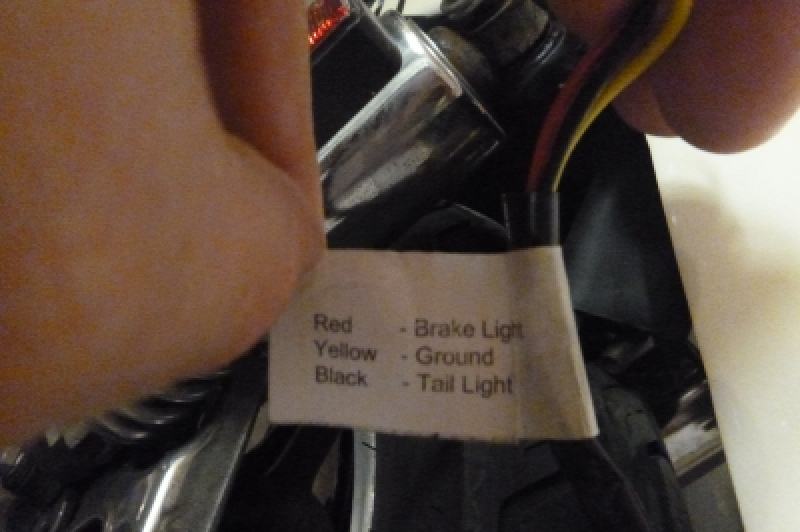 Red - Brake Light
Yellow - Ground
Black - Tail Light